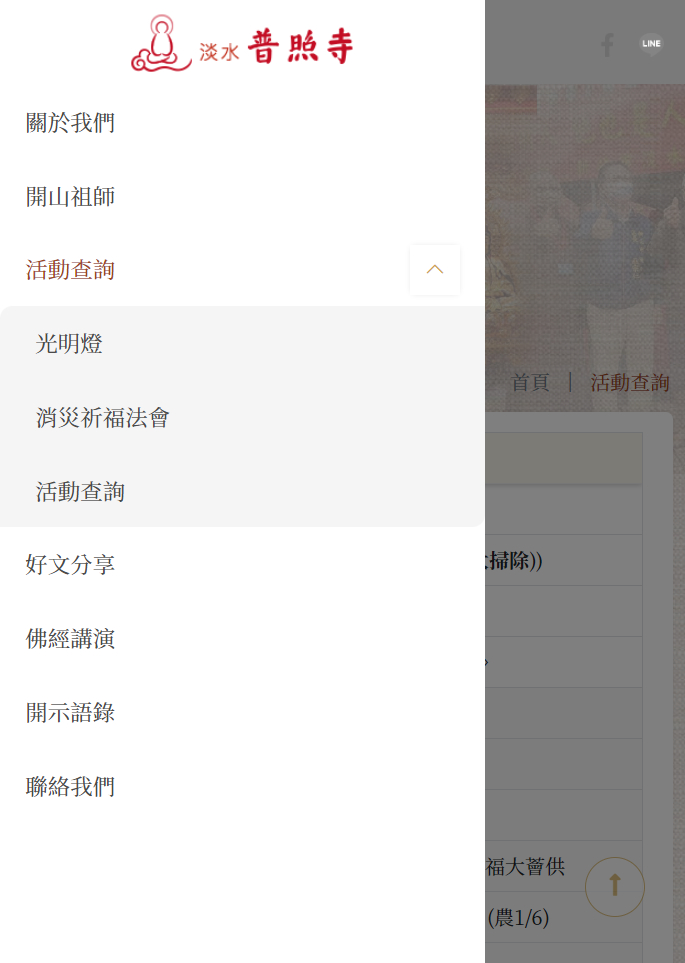 淡水 普照寺
LINE
關於我們
開山祖師
活動查詢
光明燈
消災祈福法會
活動查詢
好文分享
佛經講演
開示語錄
聯絡我們
首頁 | 活動查詢
掃除))
福大薈供
(農1/6)